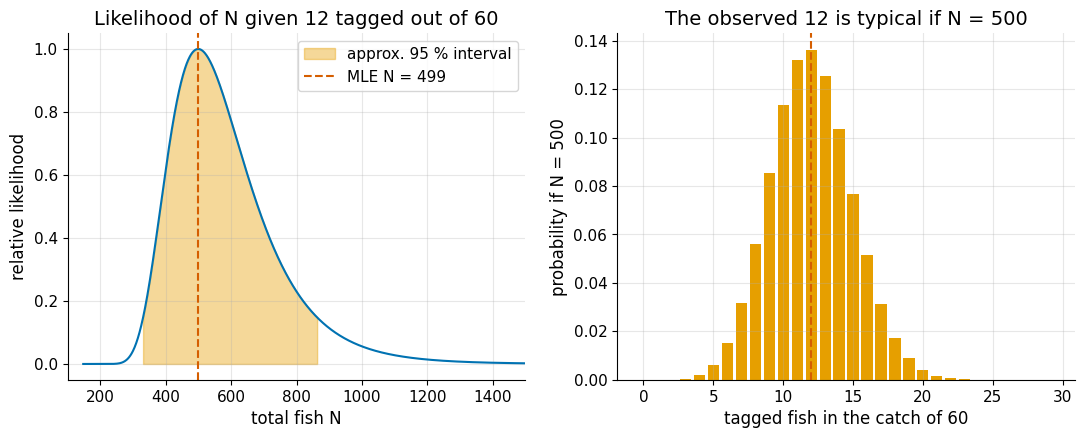 Likelihood of N given 12 tagged out of 60
relative likelihood
1.0
0.8
0.6
0.4
0.2
0.0
approx. 95 % interval
MLE N = 499
200 400 600 800 1000 1200 1400
total fish N
The observed 12 is typical if N = 500
probability if N = 500
0.14
0.12
0.10
0.08
0.06
0.04
0.02
0.00
0 5 10 15 20 25 30
tagged fish in the catch of 60